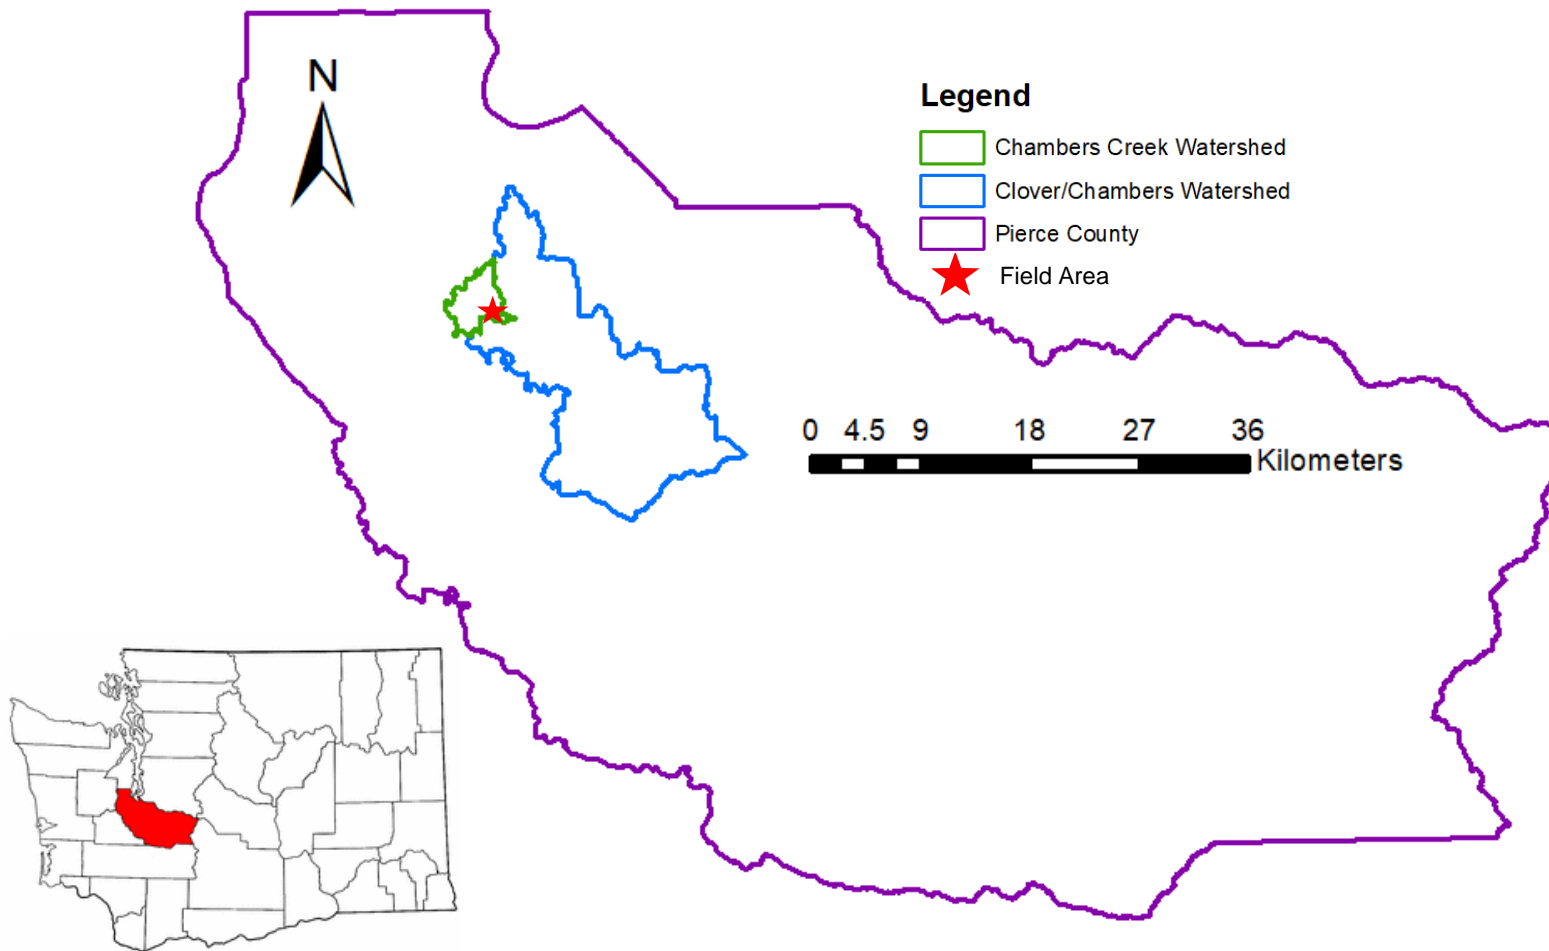 N
Legend
Chambers Creek Watershed
Clover/Chambers Watershed
Pierce County
Field Area
0 4.5 9 18 27 36
Kilometers